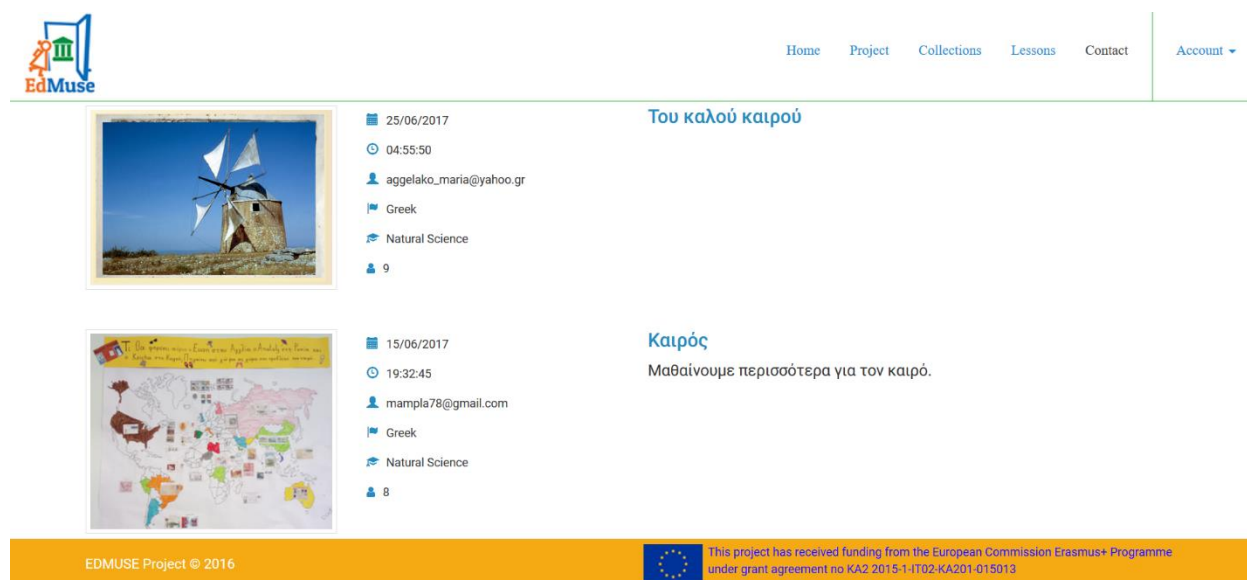 EdMuse
Home Project Collections Lessons Contact Account
25/06/2017
04:55:50
aggelako_maria@yahoo.gr
Greek
Natural Science
9
Του καλού καιρού
15/06/2017
19:32:45
mampla78@gmail.com
Greek
Natural Science
8
Καιρός
Μαθαίνουμε περισσότερα για τον καιρό.
EDMUSE Project © 2016
This project has received funding from the European Commission Erasmus+ Programme
under grant agreement no KA2 2015-1-IT02-KA201-015013